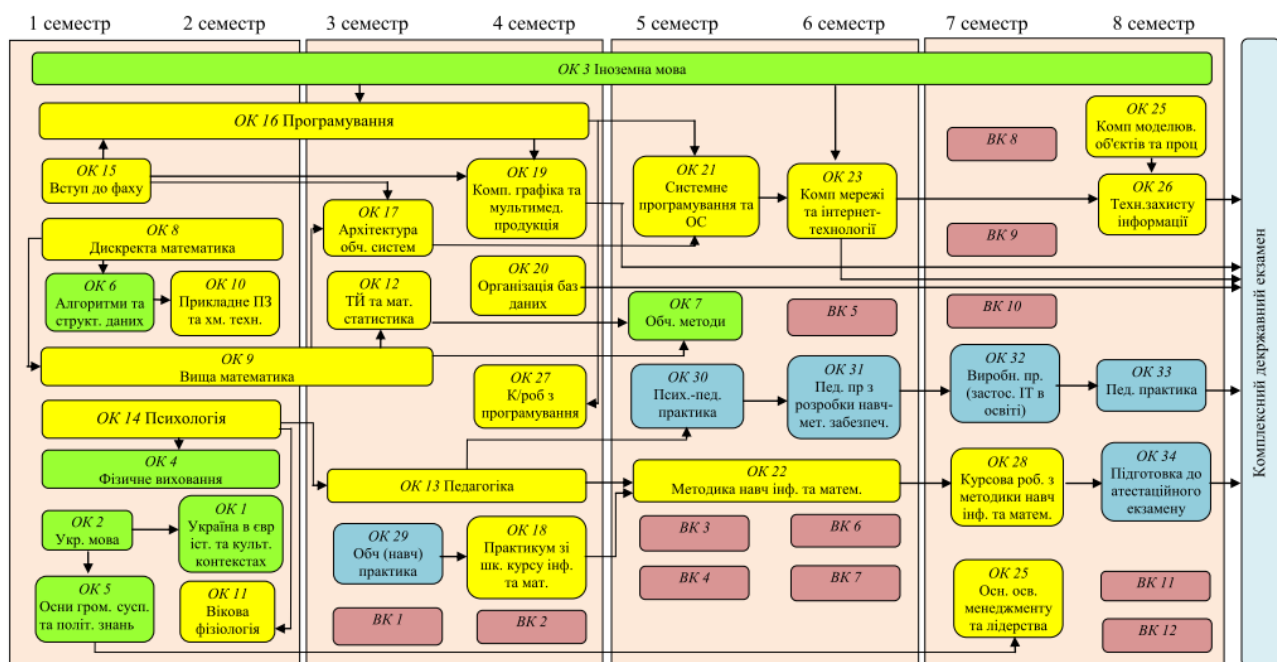 1 семестр
2 семестр
3 семестр
4 семестр
5 семестр
6 семестр
7 семестр
8 семестр
ОК 3 Іноземна мова
ОК 16 Програмування
ОК 15
Вступ до фаху
ОК 8
Дискректа математика
ОК 6
Алгоритми та
структ. даних
ОК 10
Прикладне ПЗ
та хм. техн.
ОК 9
Вища математика
ОК 14 Психологія
ОК 4
Фізичне виховання
ОК 2
Укр. мова
ОК 1
Україна в євр
іст. та культ.
контекстах
ОК 5
Осни гром. сусп.
та політ. знань
ОК 11
Вікова
фізіологія
ОК 17
Архітектура
обч. систем
ОК 12
ТЙ та мат.
статистика
ОК 19
Комп. графіка та
мультимед.
продукція
ОК 20
Організація баз
даних
ОК 27
К/роб з
програмування
ОК 13 Педагогіка
ОК 29
Обч (навч)
практика
ОК 18
Практикум зі
шк. курсу інф.
та мат.
ВК 1
ВК 2
ОК 21
Системне
програмування та
ОС
ОК 23
Комп мережі
та інтернет-
технології
ОК 7
Обч. методи
ВК 5
ОК 30
Псих.-пед.
практика
ОК 31
Пед. пр з
розробки навч-
мет. забезпеч.
ОК 22
Методика навч інф. та матем.
ВК 3
ВК 6
ВК 4
ВК 7
ВК 8
ОК 25
Комп моделюв.
об'єктів та проц
ОК 26
Техн.захисту
інформації
ВК 9
ВК 10
ОК 32
Виробн. пр.
(застос. ІТ в
освіті)
ОК 33
Пед. практика
ОК 28
Курсова роб. з
методики навч
інф. та матем.
ОК 34
Підготовка до
атестаційного
екзамену
ОК 25
Осн. осв.
менеджменту
та лідерства
ВК 11
ВК 12
Комплексний декржавний екзамен